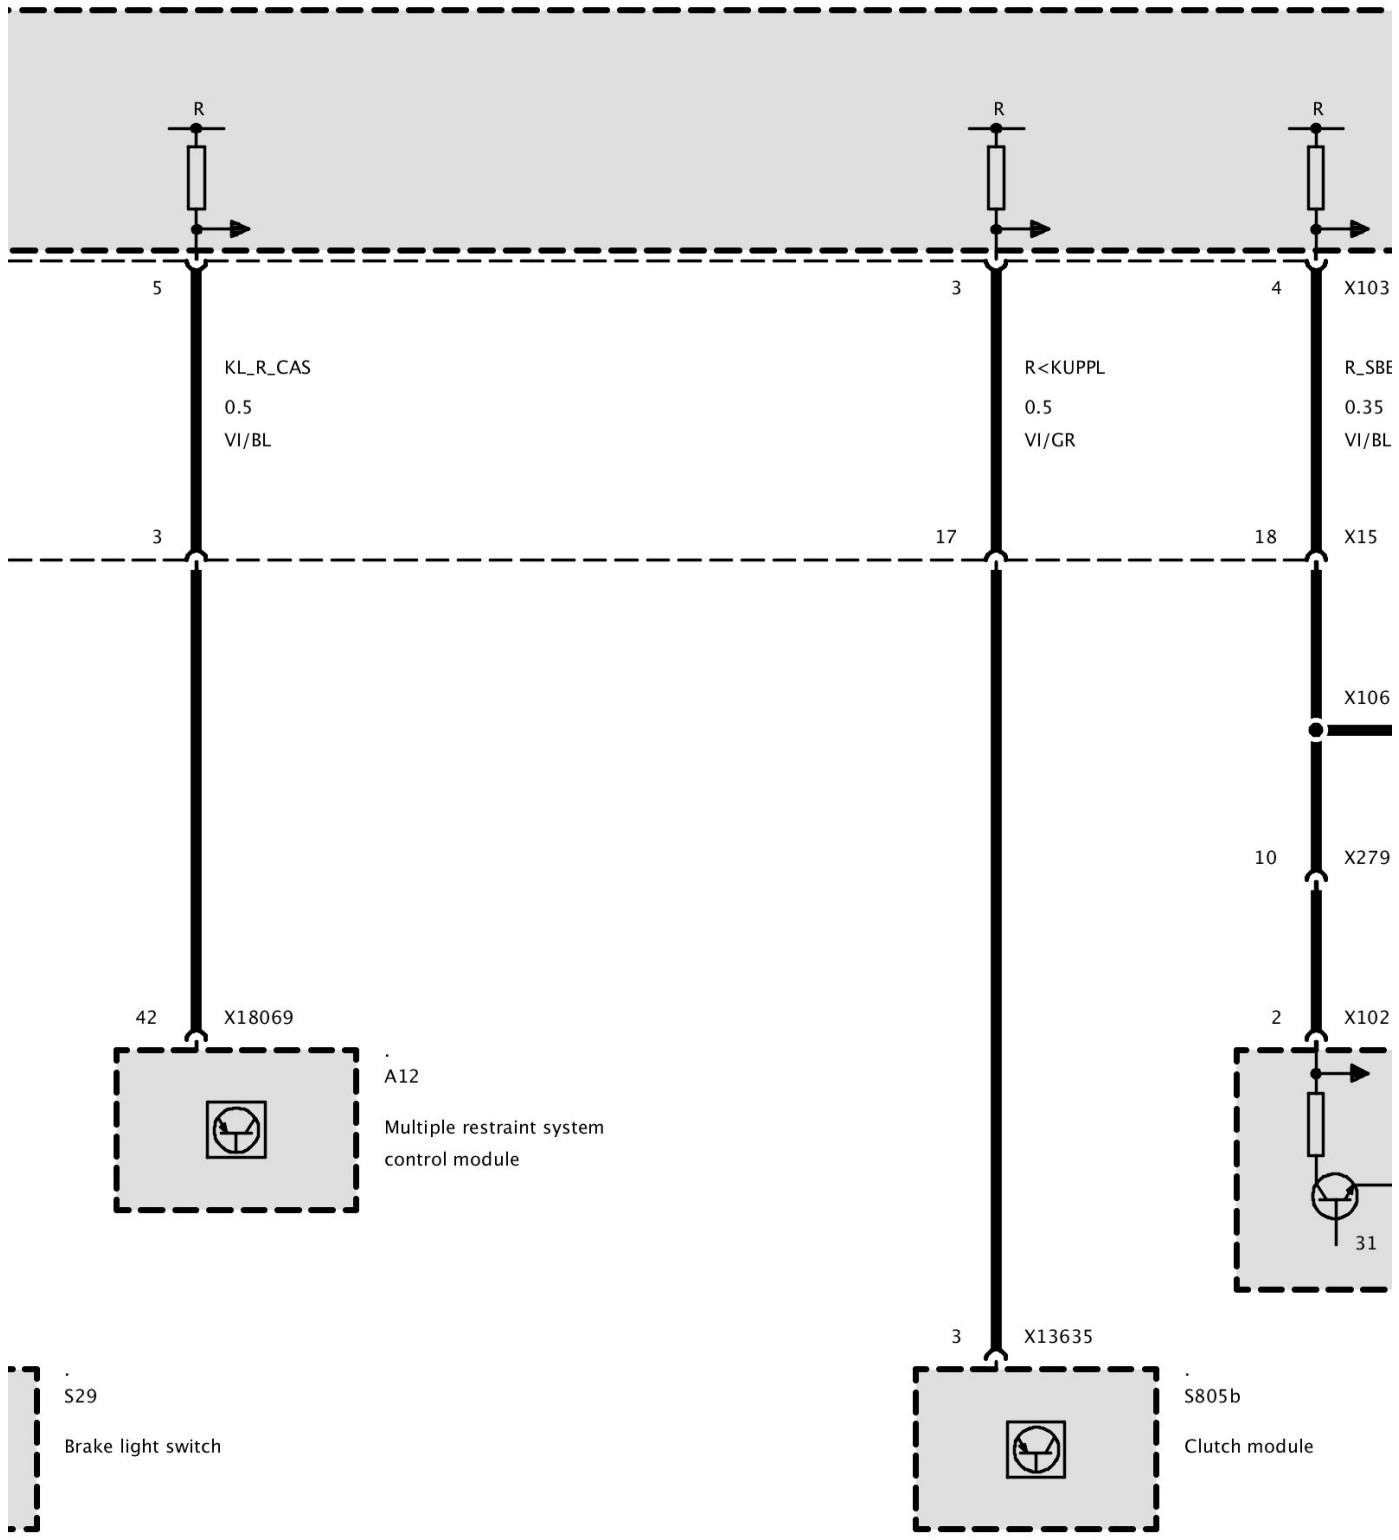 R R R
5 3 4 X103
KL_R_CAS R<KUPPL R_SBE
0.5 0.5 0.35
VI/BL VI/GR VI/BL
3 17 18 X15
X106
10 X279
42 X18069 2 X102
.
A12
Multiple restraint system
control module
31
3 X13635
. .
S29 S805b
Brake light switch Clutch module